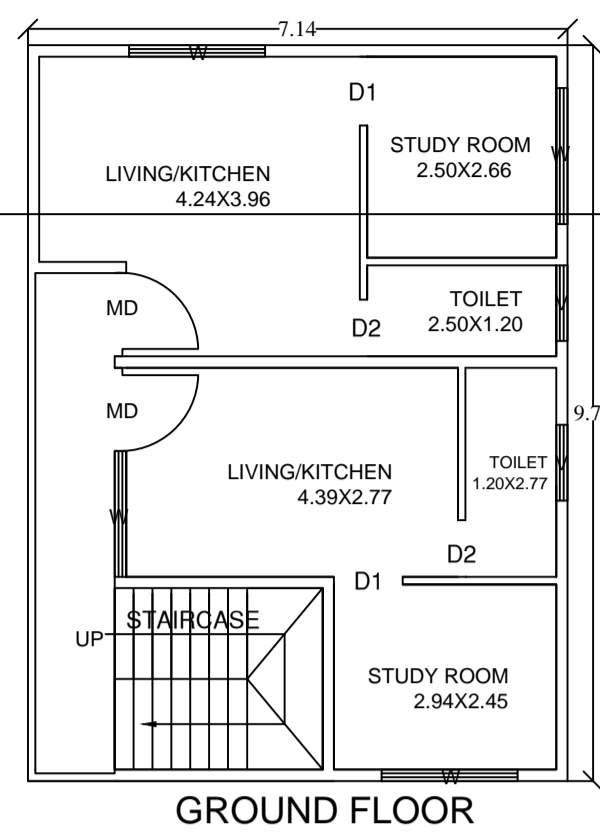 7.14
W
D1
STUDY ROOM
2.50X2.66
W
LIVING/KITCHEN
4.24X3.96
TOILET
2.50X1.20
W
MD
D2
MD
9.7
LIVING/KITCHEN
4.39X2.77
TOILET
1.20X2.77
W
W
D2
D1
STAIRCASE
UP
STUDY ROOM
2.94X2.45
W
GROUND FLOOR